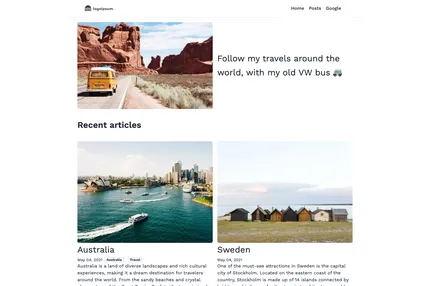 logoipsum
Home Posts Google
Follow my travels around the
world, with my old VW bus 🚌
Recent articles
Australia
May 04, 2021 Australia Travel
Australia is a land of diverse landscapes and rich cultural
experiences, making it a dream destination for travelers
around the world. From the sandy beaches and crystal
Sweden
May 04, 2021
One of the must-see attractions in Sweden is the capital
city of Stockholm. Located on the eastern coast of the
country, Stockholm is made up of 14 islands connected by